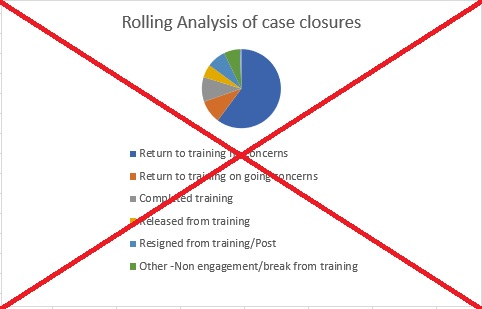 Rolling Analysis of case closures
Return to training no concerns
Return to training on going concerns
Completed training
Released from training
Resigned from training/Post
Other -Non engagement/break from training